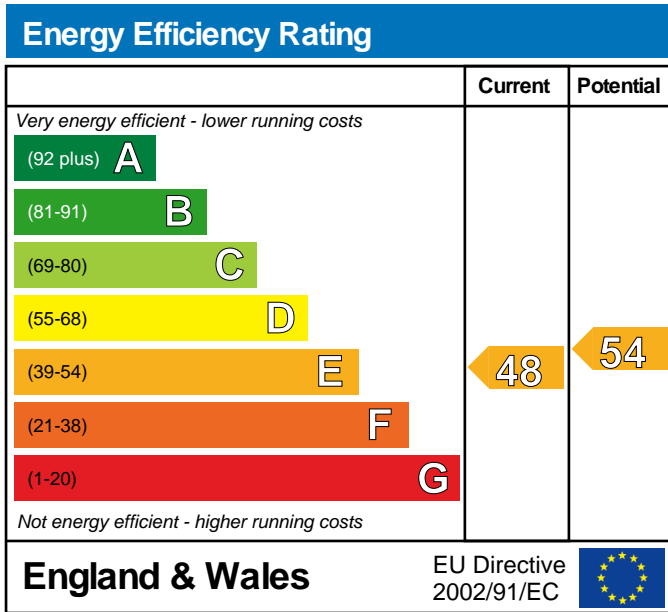 Energy Efficiency Rating
Current Potential
Very energy efficient - lower running costs
(92 plus) A
(81-91) B
(69-80) C
(55-68) D
(39-54) E
48 54
(21-38) F
(1-20) G
Not energy efficient - higher running costs
England & Wales
EU Directive
2002/91/EC